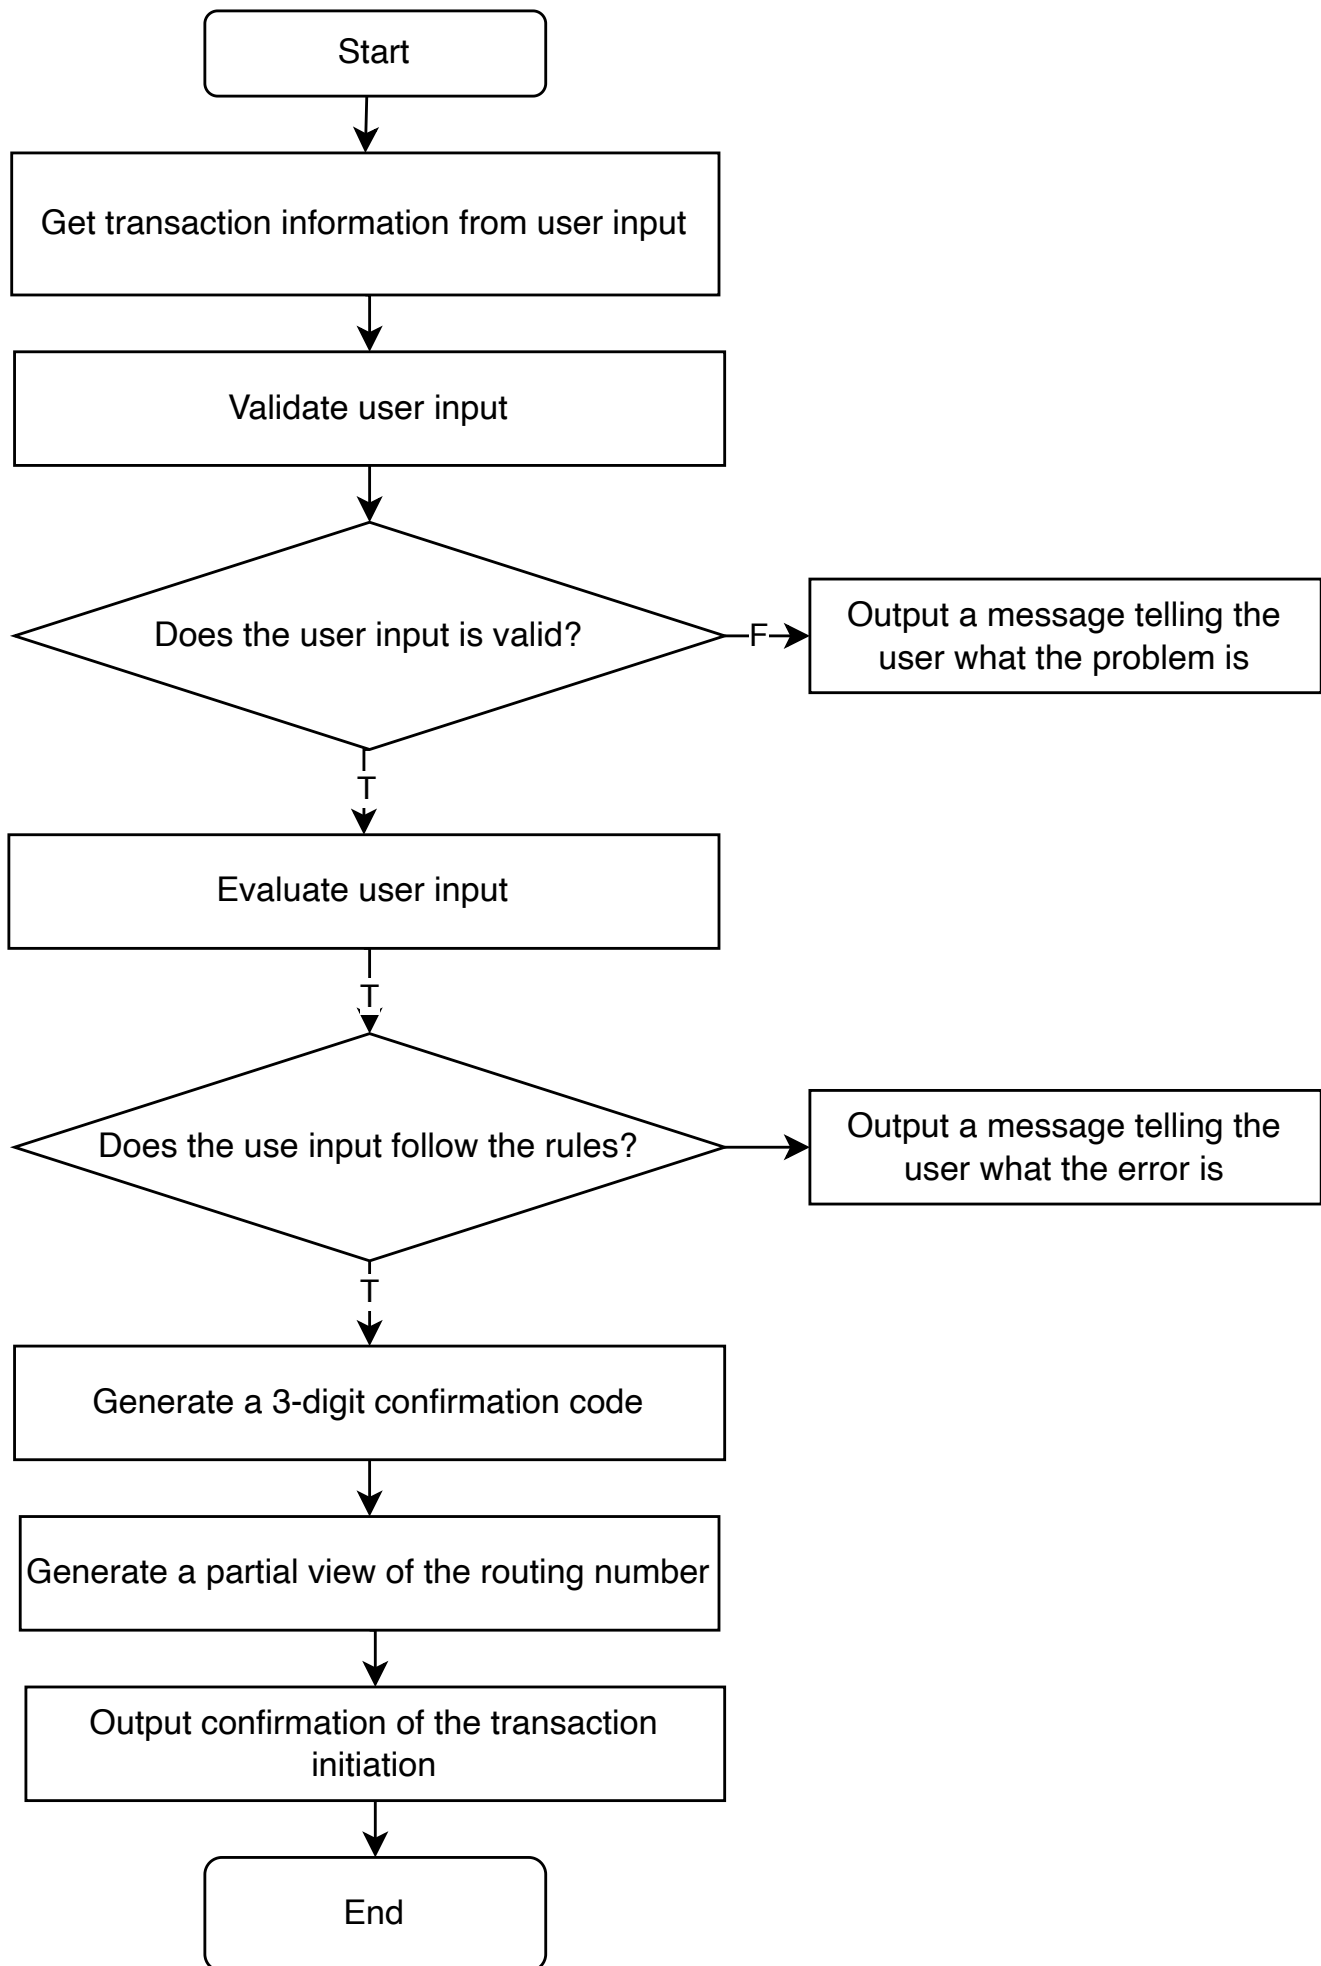 Start
Get transaction information from user input
Validate user input
Does the user input is valid?
F
Output a message telling the
user what the problem is
T
Evaluate user input
T
Does the use input follow the rules?
Output a message telling the
user what the error is
T
Generate a 3-digit confirmation code
Generate a partial view of the routing number
Output confirmation of the transaction
initiation
End